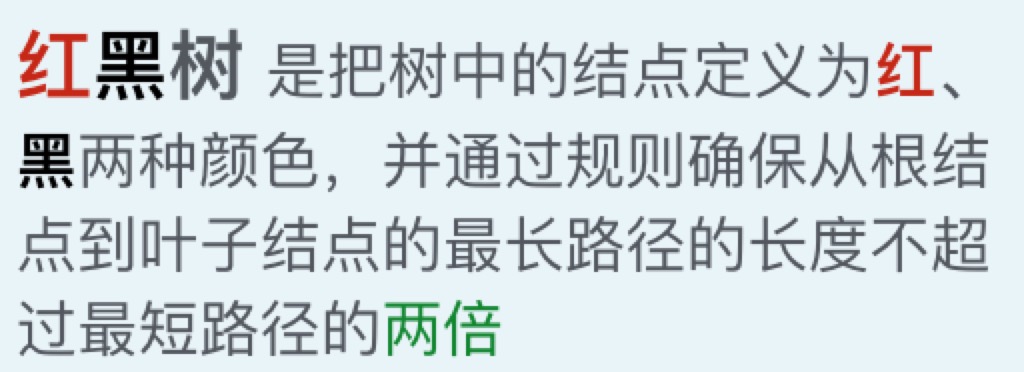 红黑树 是把树中的结点定义为红、
黑两种颜色，并通过规则确保从根结
点到叶子结点的最长路径的长度不超
过最短路径的两倍